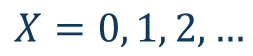 X = 0, 1, 2, …